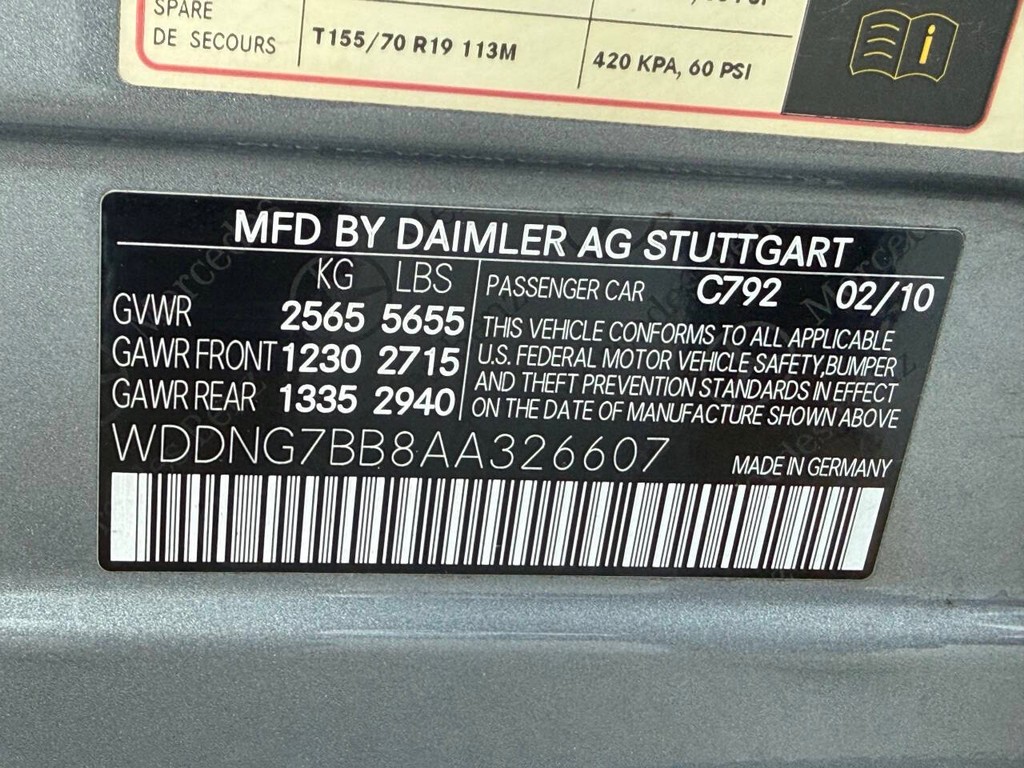 SPARE
DE SECOURS
T155/70 R19 113M
420 KPA, 60 PSI
i
MFD BY DAIMLER AG STUTTGART
KG LBS
GVWR 2565 5655
GAWR FRONT 1230 2715
GAWR REAR 1335 2940
PASSENGER CAR C792 02/10
THIS VEHICLE CONFORMS TO ALL APPLICABLE
U.S. FEDERAL MOTOR VEHICLE SAFETY,BUMPER
AND THEFT PREVENTION STANDARDS IN EFFECT
ON THE DATE OF MANUFACTURE SHOWN ABOVE
WDDNG7BB8AA326607
MADE IN GERMANY